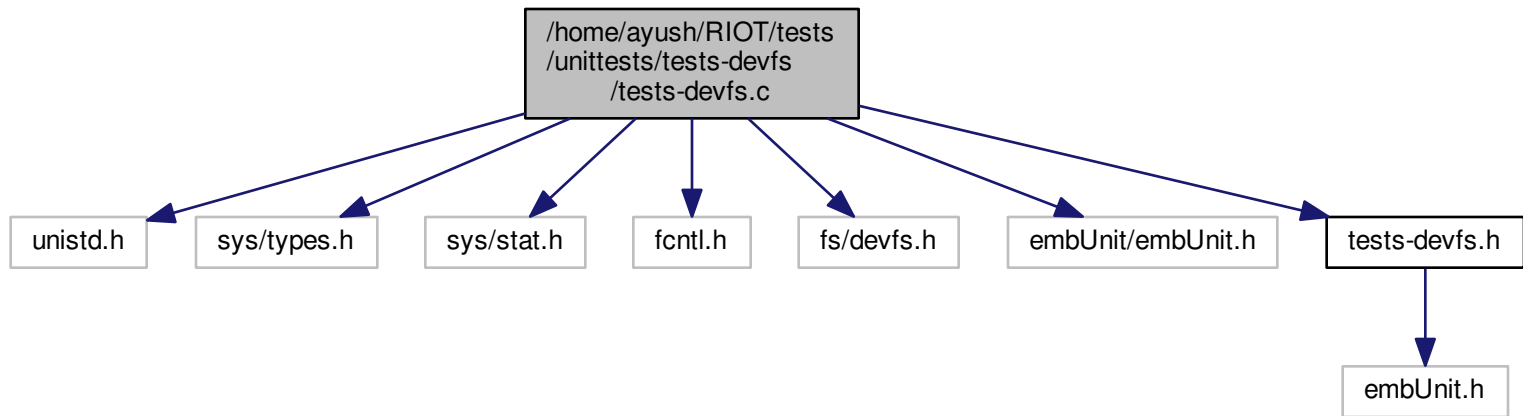 /home/ayush/RIOT/tests
/unittests/tests-devfs
/tests-devfs.c
unistd.h
sys/types.h
sys/stat.h
fcntl.h
fs/devfs.h
embUnit/embUnit.h
tests-devfs.h
embUnit.h